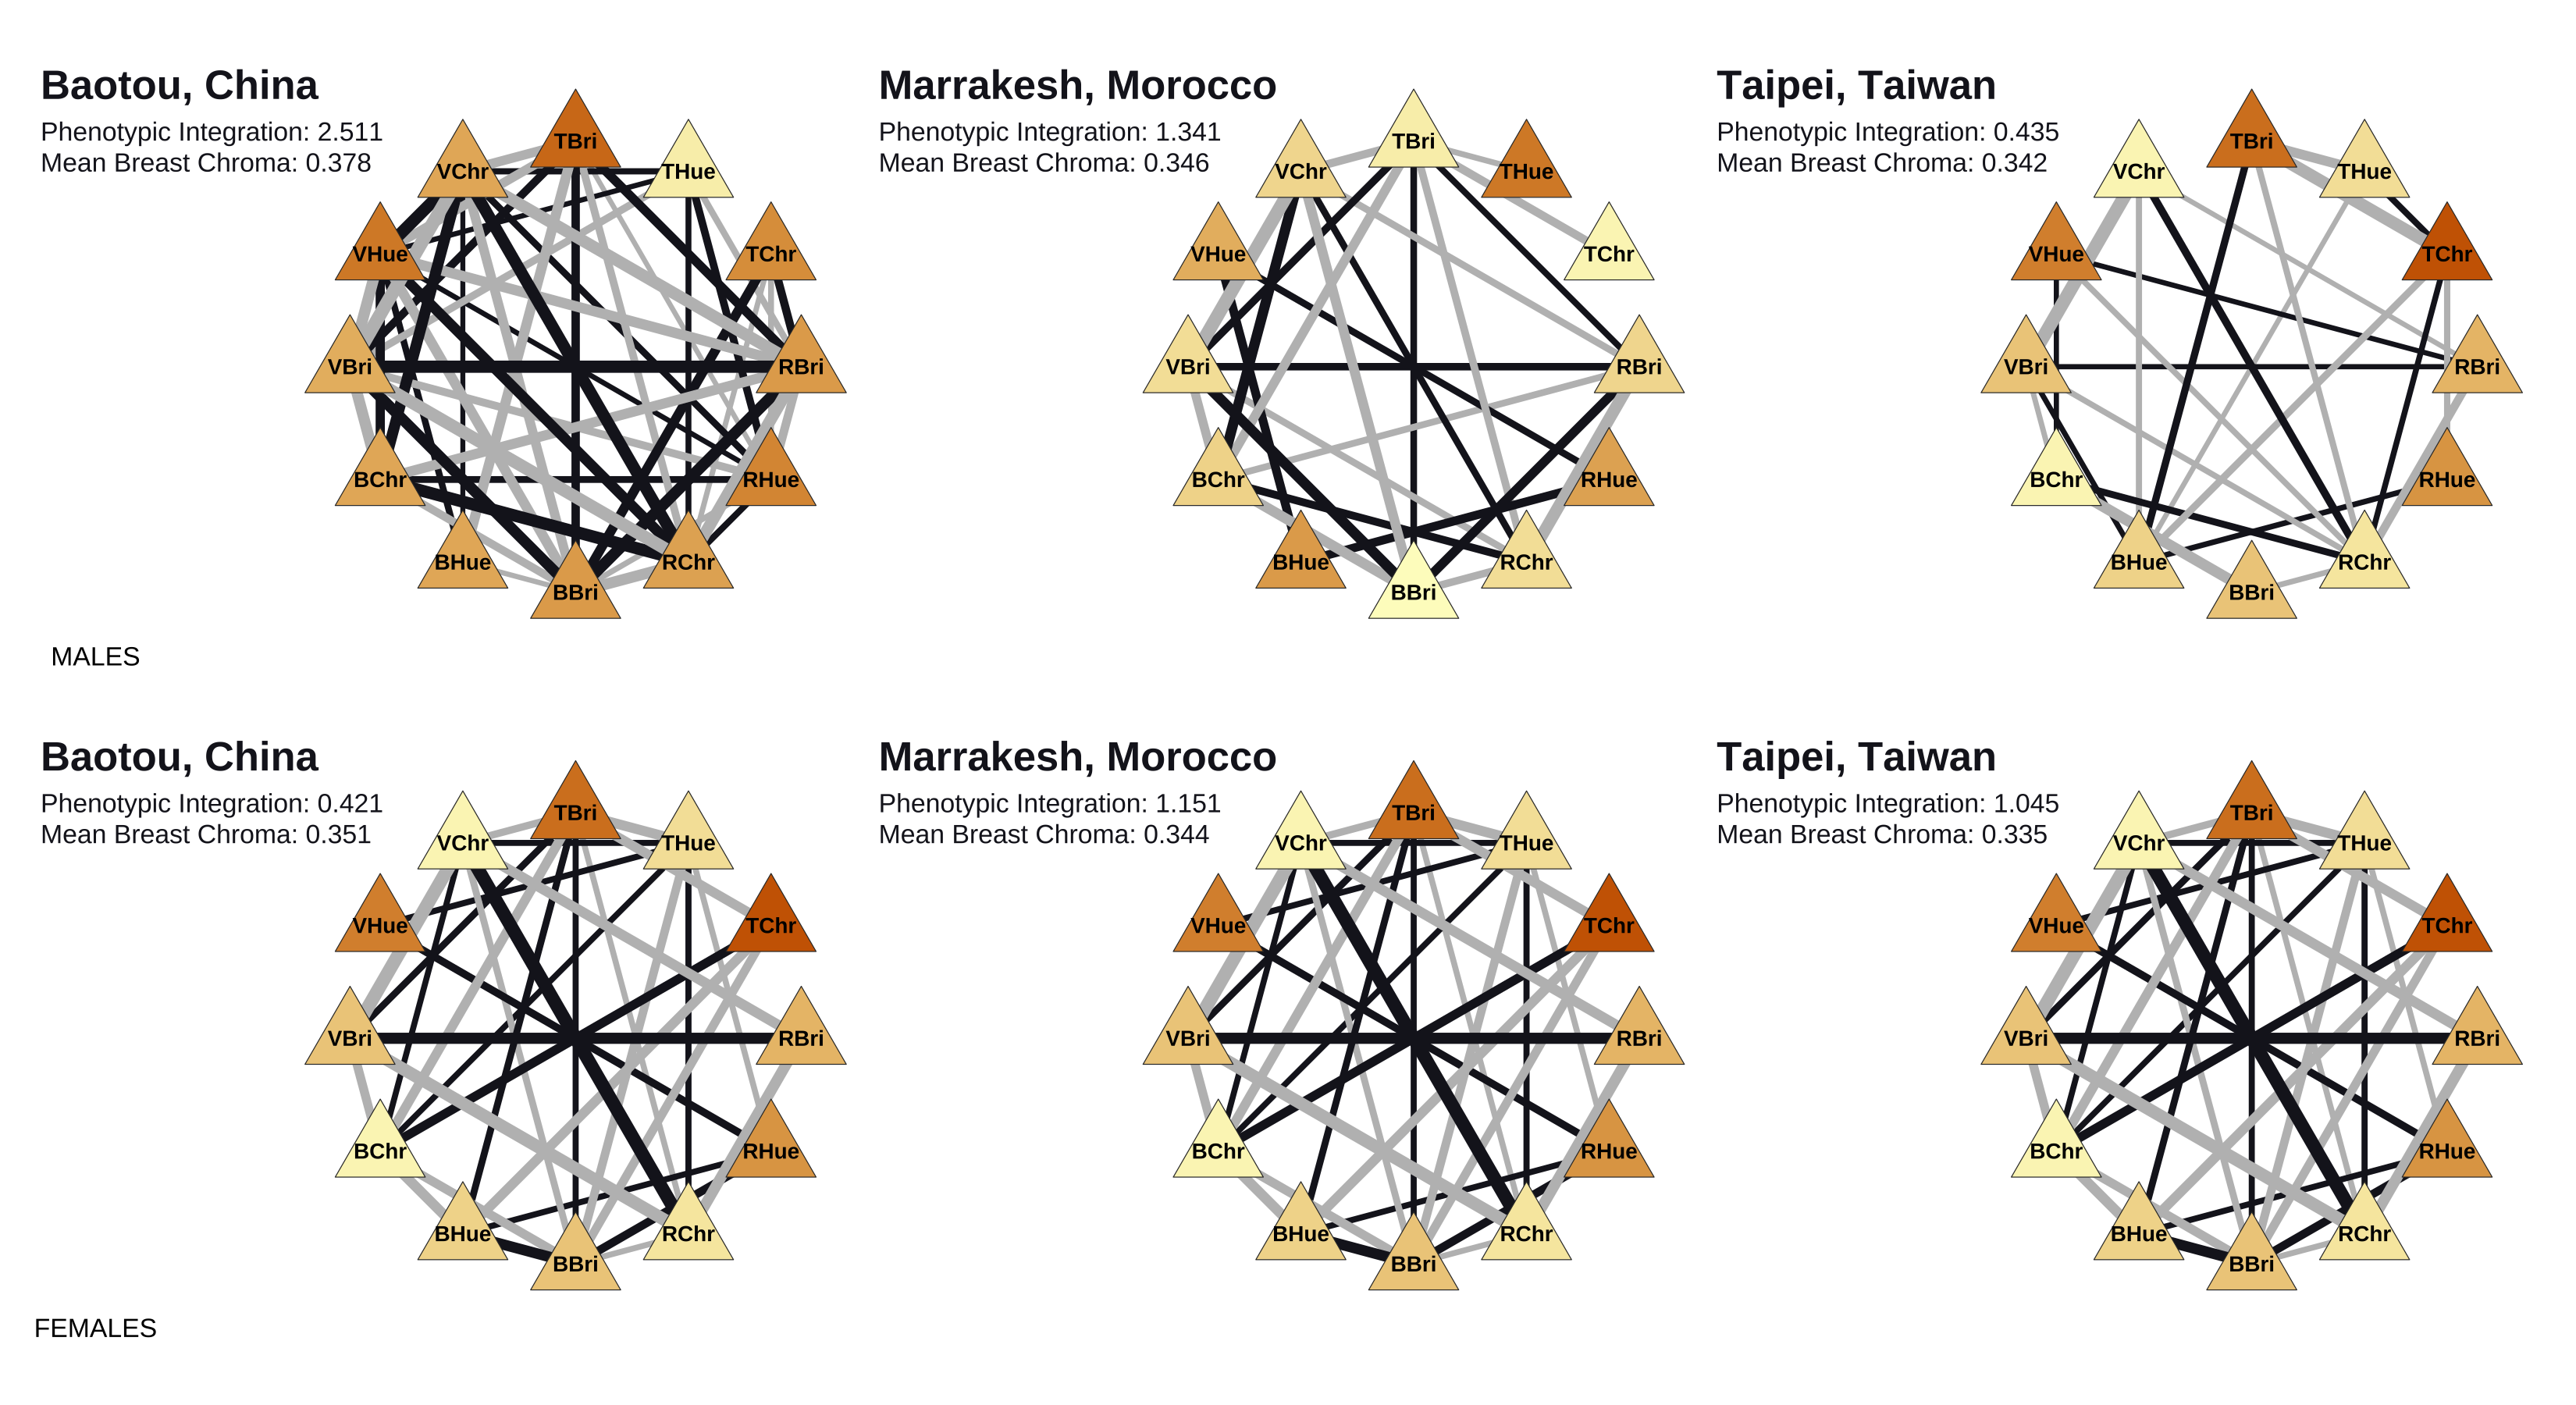 Baotou, China
Phenotypic Integration: 2.511
Mean Breast Chroma: 0.378
TBri
THue
TChr
RBri
RHue
RChr
BBri
BHue
BChr
VBri
VHue
VChr
Marrakesh, Morocco
Phenotypic Integration: 1.341
Mean Breast Chroma: 0.346
TBri
THue
TChr
RBri
RHue
RChr
BBri
BHue
BChr
VBri
VHue
VChr
Taipei, Taiwan
Phenotypic Integration: 0.435
Mean Breast Chroma: 0.342
TBri
THue
TChr
RBri
RHue
RChr
BBri
BHue
BChr
VBri
VHue
VChr
MALES
Baotou, China
Phenotypic Integration: 0.421
Mean Breast Chroma: 0.351
TBri
THue
TChr
RBri
RHue
RChr
BBri
BHue
BChr
VBri
VHue
VChr
Marrakesh, Morocco
Phenotypic Integration: 1.151
Mean Breast Chroma: 0.344
TBri
THue
TChr
RBri
RHue
RChr
BBri
BHue
BChr
VBri
VHue
VChr
Taipei, Taiwan
Phenotypic Integration: 1.045
Mean Breast Chroma: 0.335
TBri
THue
TChr
RBri
RHue
RChr
BBri
BHue
BChr
VBri
VHue
VChr
FEMALES